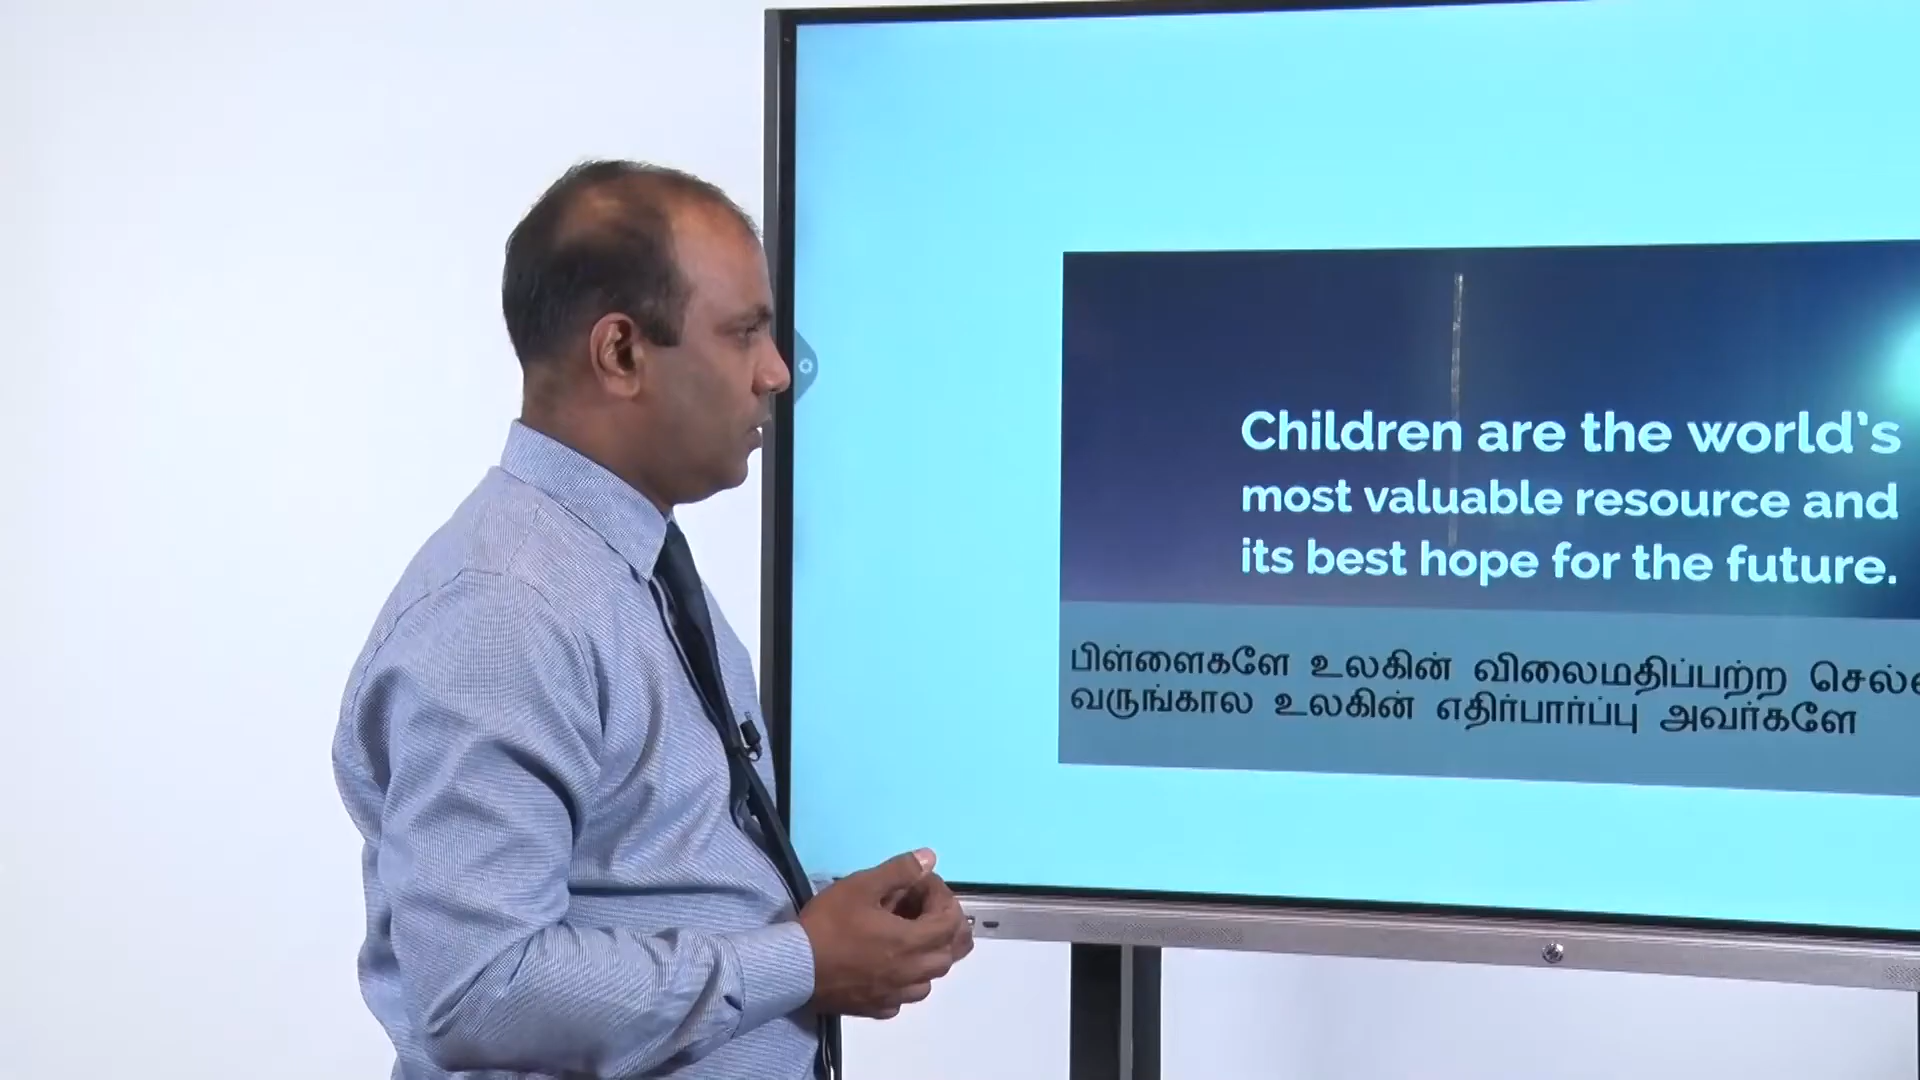 Children are the world's
most valuable resource and
its best hope for the future.
பிள்ளைகளே உலகின் விலைமதிப்பற்ற
வருங்கால உலகின் எதிர்பார்ப்பு அவர்களே